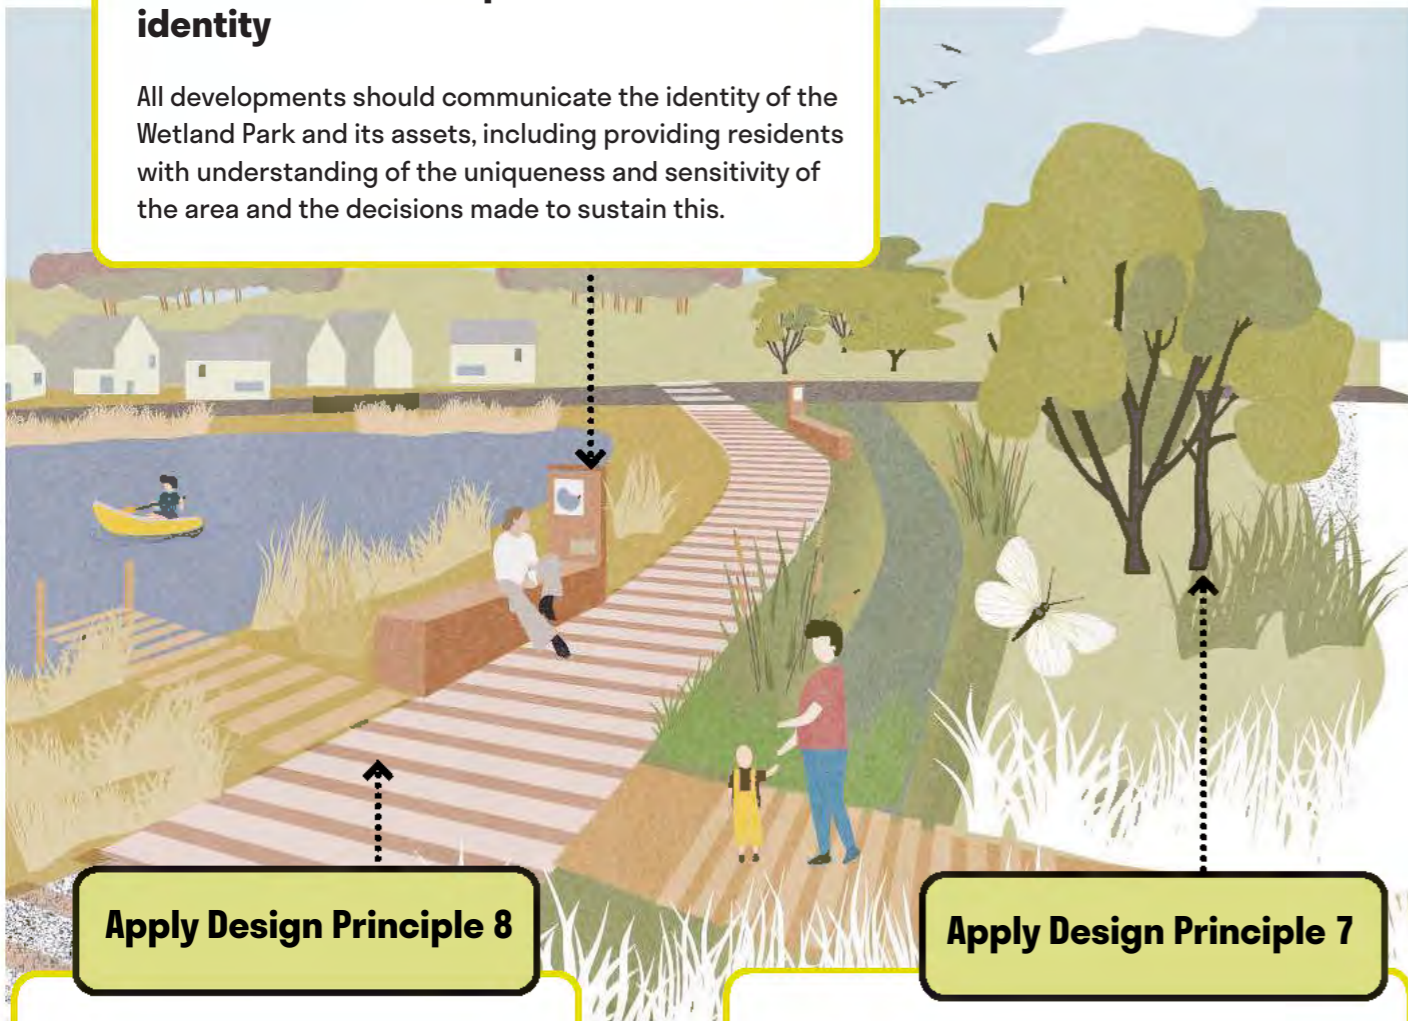 identity
All developments should communicate the identity of the
Wetland Park and its assets, including providing residents
with understanding of the uniqueness and sensitivity of
the area and the decisions made to sustain this.
Apply Design Principle 8
Apply Design Principle 7